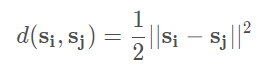 d(𝐬ᵢ, 𝐬ⱼ) = 1/2 ||𝐬ᵢ − 𝐬ⱼ||²